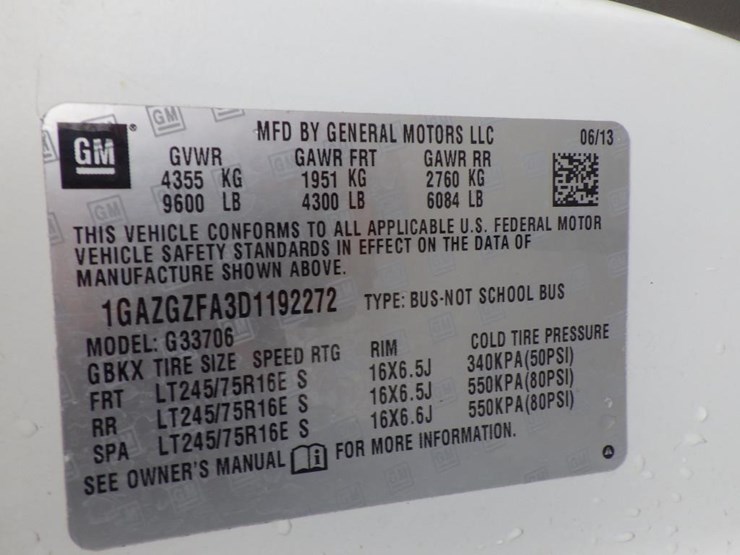 GM
MFD BY GENERAL MOTORS LLC 06/13
GVWR GAWR FRT GAWR RR
4355 KG 1951 KG 2760 KG
9600 LB 4300 LB 6084 LB
THIS VEHICLE CONFORMS TO ALL APPLICABLE U.S. FEDERAL MOTOR
VEHICLE SAFETY STANDARDS IN EFFECT ON THE DATA OF
MANUFACTURE SHOWN ABOVE.
1GAZGZFA3D1192272 TYPE: BUS-NOT SCHOOL BUS
MODEL: G33706
GBKX TIRE SIZE SPEED RTG RIM COLD TIRE PRESSURE
FRT LT245/75R16E S 16X6.5J 340KPA(50PSI)
RR LT245/75R16E S 16X6.5J 550KPA(80PSI)
SPA LT245/75R16E S 16X6.6J 550KPA(80PSI)
SEE OWNER'S MANUAL FOR MORE INFORMATION.